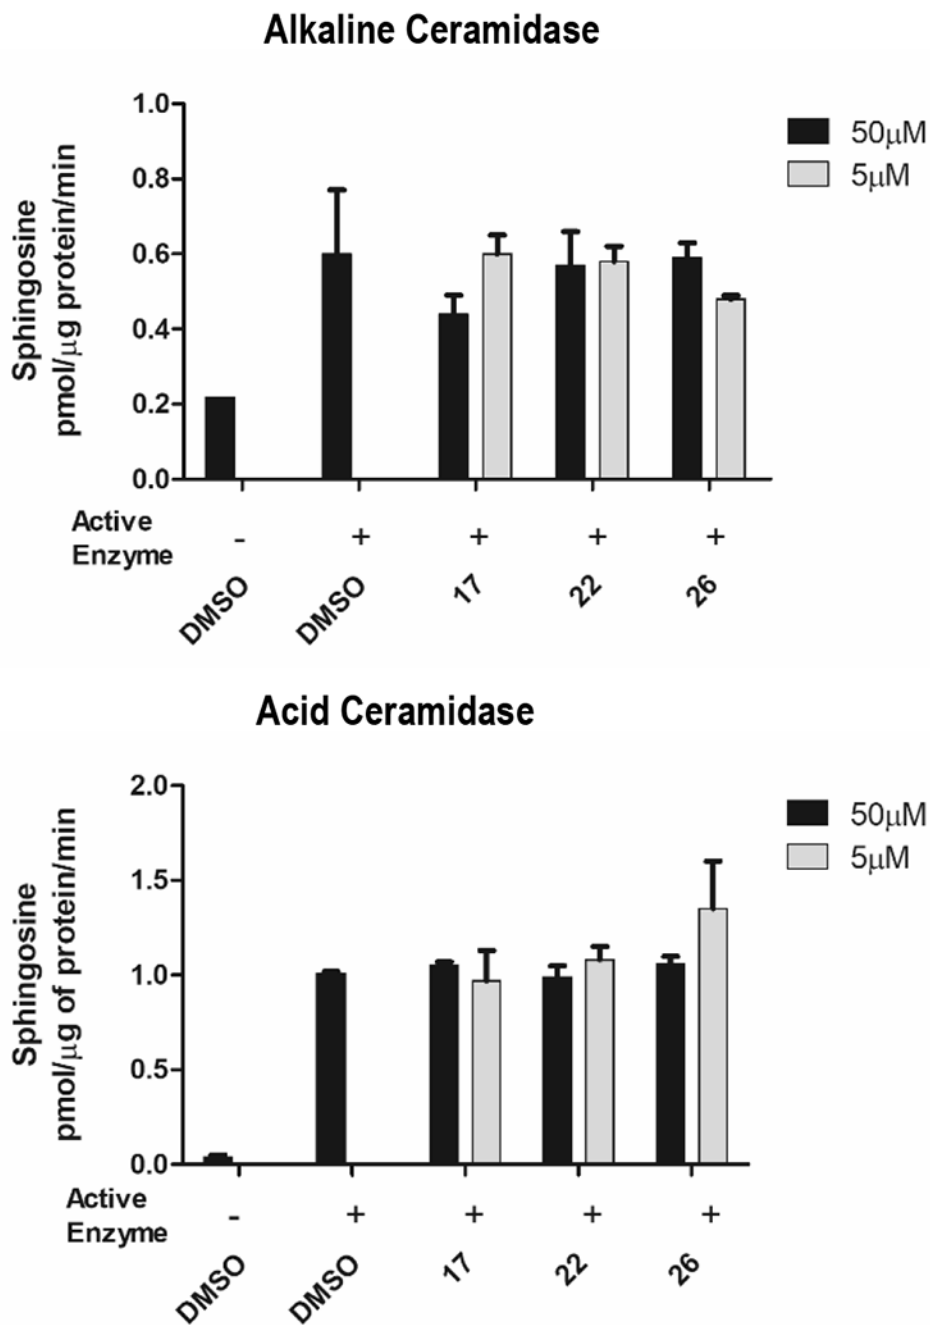 Alkaline Ceramidase
1.0
0.8
0.6
0.4
0.2
0.0
Sphingosine
pmol/μg protein/min
50μM
5μM
Active
Enzyme
- + + + +
DMSO DMSO 17 22 26
Acid Ceramidase
2.0
1.5
1.0
0.5
0.0
Sphingosine
pmol/μg of protein/min
50μM
5μM
Active
Enzyme
- + + + +
DMSO DMSO 17 22 26